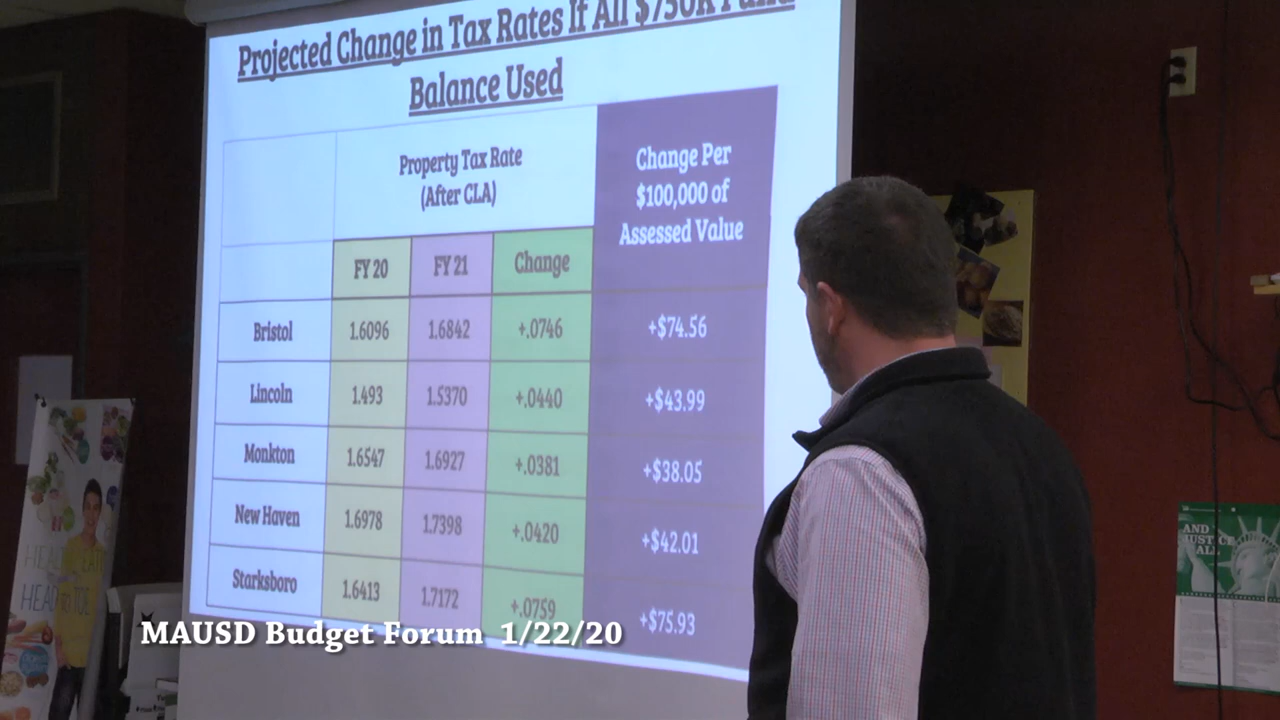 Projected Change in Tax Rates If All $750K Fund
Balance Used
Property Tax Rate
(After CLA)
Change Per
$100,000 of
Assessed Value
FY 20 FY 21 Change
Bristol 1.6096 1.6842 +.0746 +$74.56
Lincoln 1.493 1.5370 +.0440 +$43.99
Monkton 1.6547 1.6927 +.0381 +$38.05
New Haven 1.6978 1.7398 +.0420 +$42.01
Starksboro 1.6413 1.7172 +.0759 +$75.93
MAUSD Budget Forum 1/22/20
AND
JUSTICE
ALL